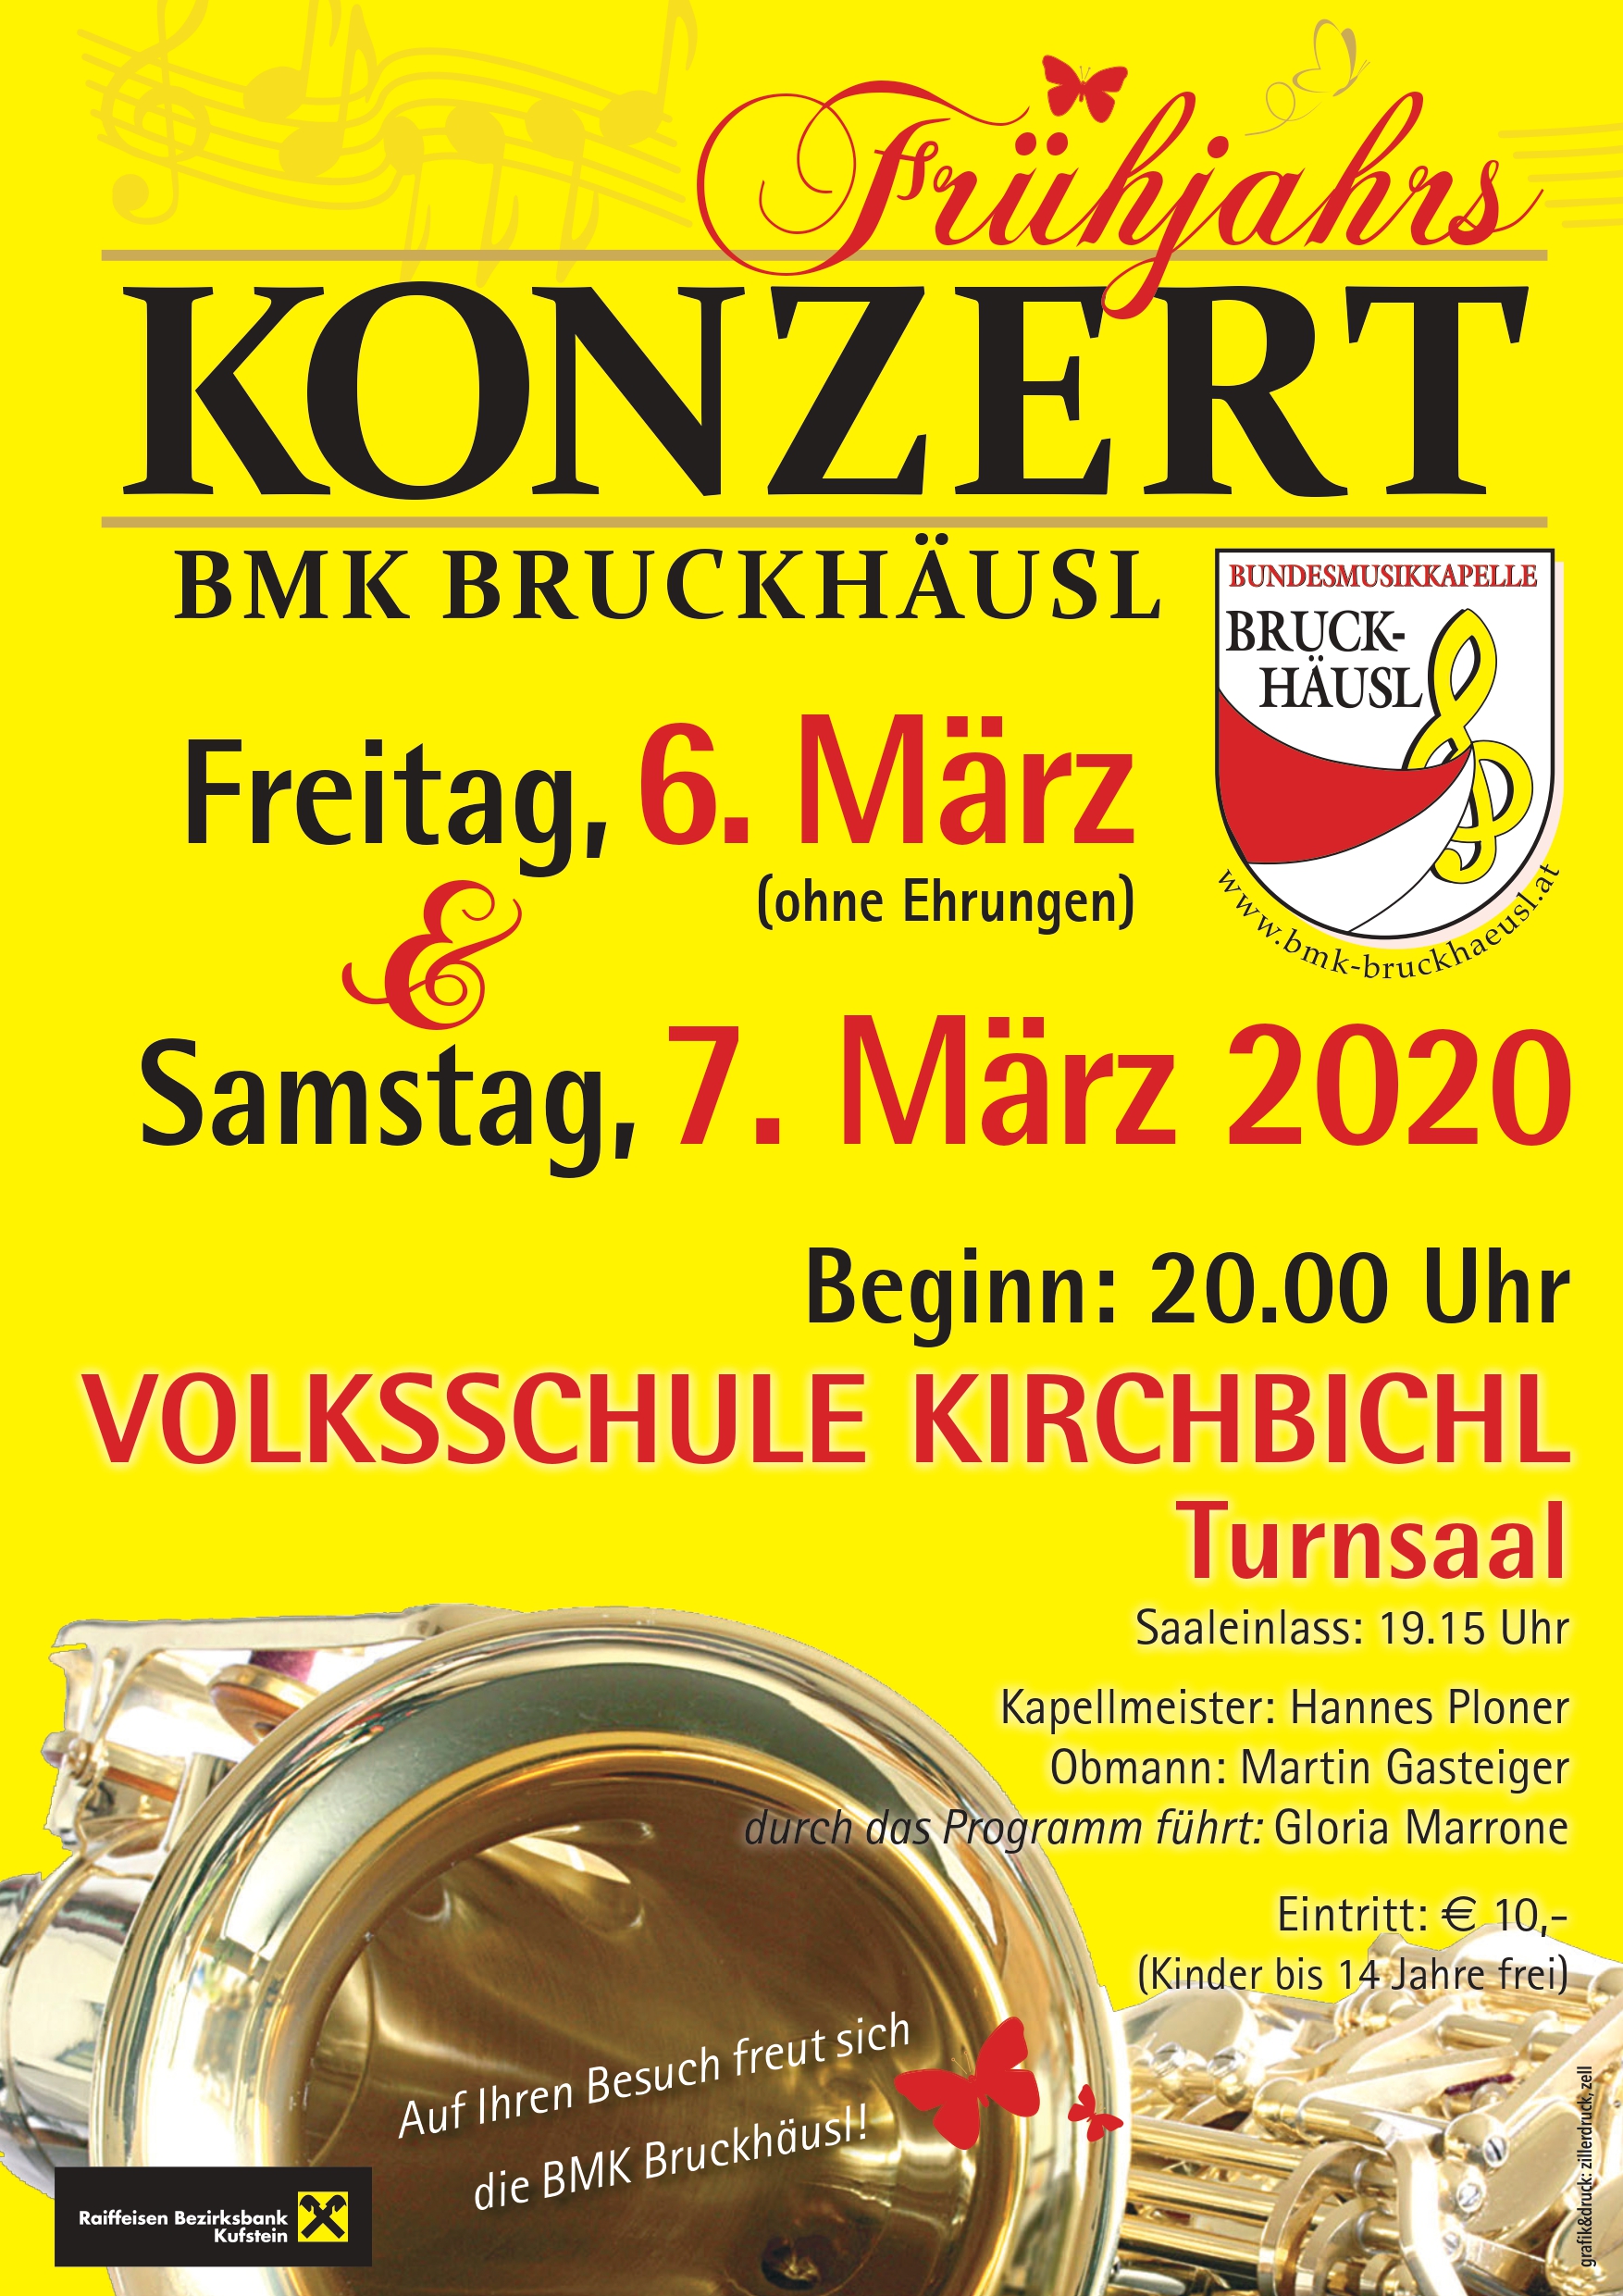 Frühjahrs
KONZERT
BMK BRUCKHÄUSL
BUNDESMUSIKKAPELLE
BRUCK-
HÄUSL
www.bmk-bruckhaeusl.at
Freitag, 6. März
(ohne Ehrungen)
&
Samstag, 7. März 2020
Beginn: 20.00 Uhr
VOLKSSCHULE KIRCHBICHL
Turnsaal
Saaleinlass: 19.15 Uhr
Kapellmeister: Hannes Ploner
Obmann: Martin Gasteiger
durch das Programm führt: Gloria Marrone
Eintritt: € 10,-
(Kinder bis 14 Jahre frei)
Auf Ihren Besuch freut sich
die BMK Bruckhäusl!
Raiffeisen Bezirksbank
Kufstein
grafik&druck: zillerdruck, zell